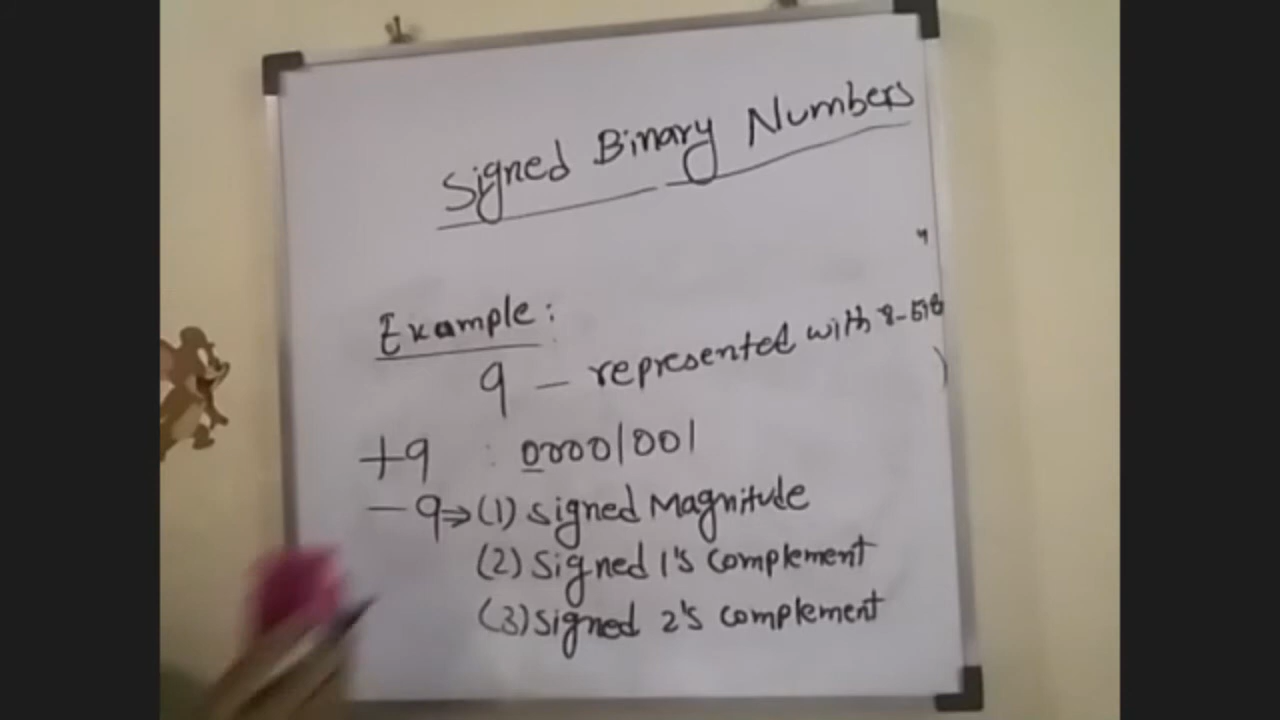 Signed Binary Numbers
Example:
9 - represented with 8-bits
+9 : 00001001
-9 ⇒ (1) Signed Magnitude
(2) Signed 1's complement
(3) Signed 2's complement